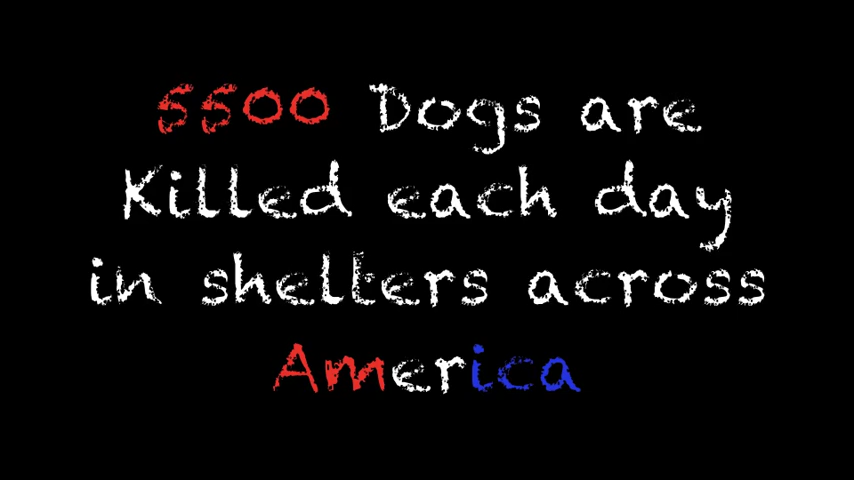 5500 Dogs are
Killed each day
in shelters across
America